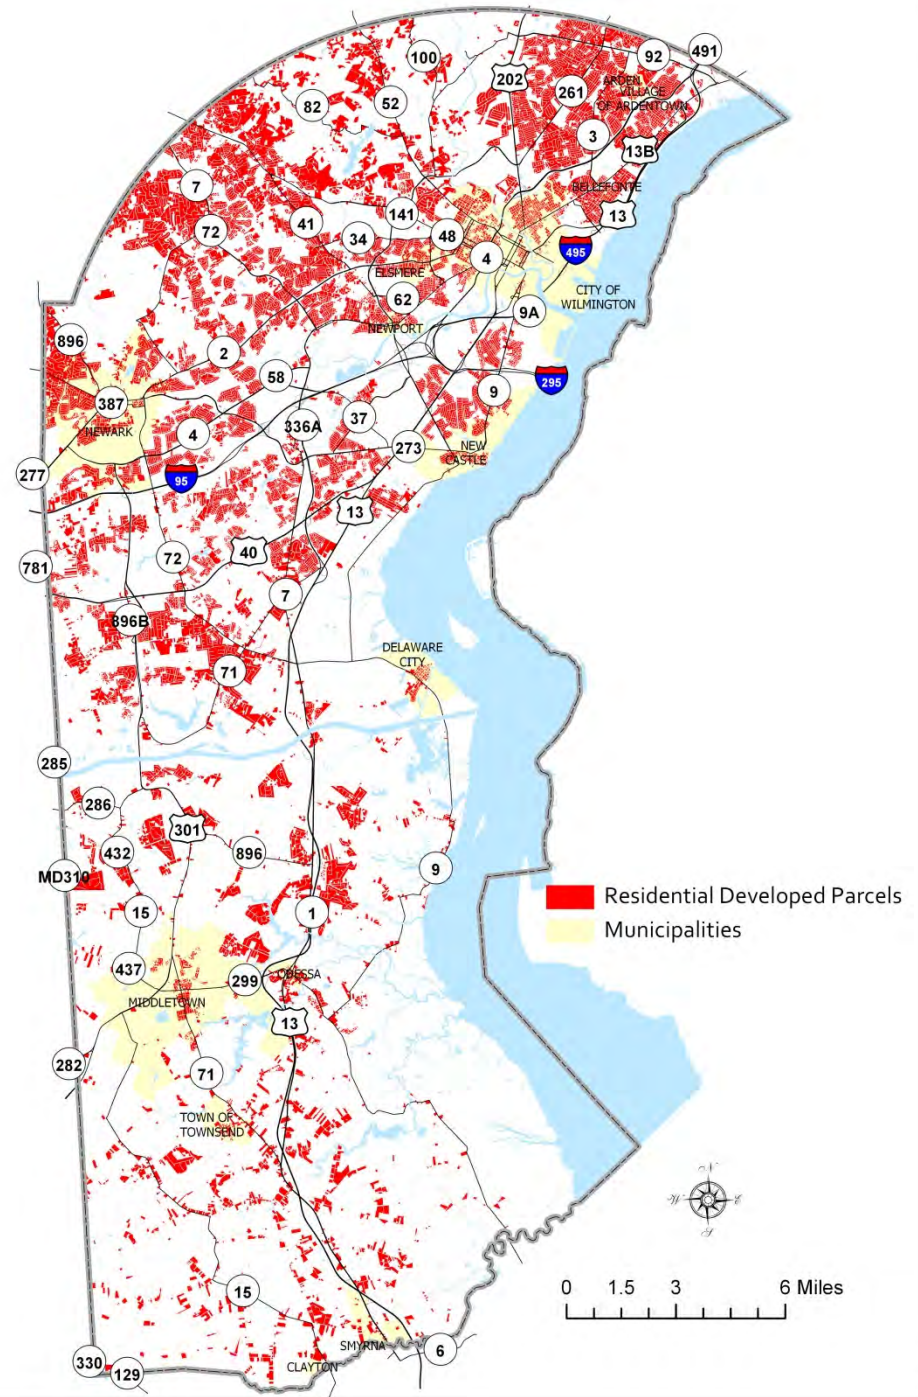 491
92
100
202
ARDEN
VILLAGE
OF ARDENTOWN
261
52
82
3
13B
7
BELLEFONTE
141
41
13
72
34
48
495
4
ELSMERE
CITY OF
WILMINGTON
62
9A
NEWPORT
896
2
58
295
9
387
37
336A
4
NEWARK
273
NEW
CASTLE
277
95
13
40
72
781
7
896B
DELAWARE
CITY
71
285
286
301
432
896
9
MD310
Residential Developed Parcels
15
1
Municipalities
437
299
ODESSA
MIDDLETOWN
13
282
71
TOWN OF
TOWNSEND
N
W E
S
15
0 1.5 3 6 Miles
SMYRNA
6
330
CLAYTON
129